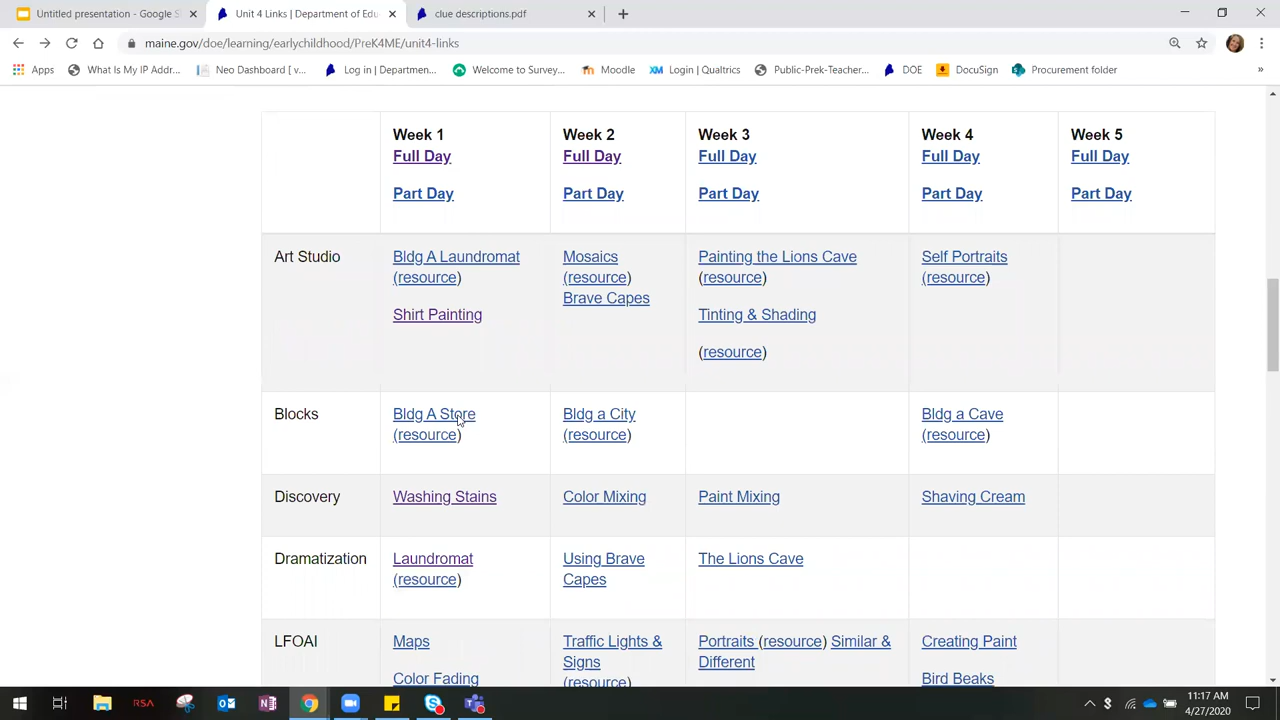 Untitled presentation - Google S
Unit 4 Links | Department of Edu
clue descriptions.pdf
maine.gov/doe/learning/earlychildhood/PreK4ME/unit4-links
Apps
What Is My IP Addr...
Neo Dashboard [ v...
Log in | Departmen...
Welcome to Survey...
Moodle
XM
Login | Qualtrics
Public-Prek-Teacher...
DOE
DocuSign
Procurement folder
»
Week 1
Full Day
Part Day
Week 2
Full Day
Part Day
Week 3
Full Day
Part Day
Week 4
Full Day
Part Day
Week 5
Full Day
Part Day
Art Studio
Bldg A Laundromat
(resource)
Shirt Painting
Mosaics
(resource)
Brave Capes
Painting the Lions Cave
(resource)
Tinting & Shading
(resource)
Self Portraits
(resource)
Blocks
Bldg A Store
(resource)
Bldg a City
(resource)
Bldg a Cave
(resource)
Discovery
Washing Stains
Color Mixing
Paint Mixing
Shaving Cream
Dramatization
Laundromat
(resource)
Using Brave
Capes
The Lions Cave
LFOAI
Maps
Color Fading
Traffic Lights &
Signs
(resource)
Portraits (resource) Similar &
Different
Creating Paint
Bird Beaks
RSA
11:17 AM
4/27/2020